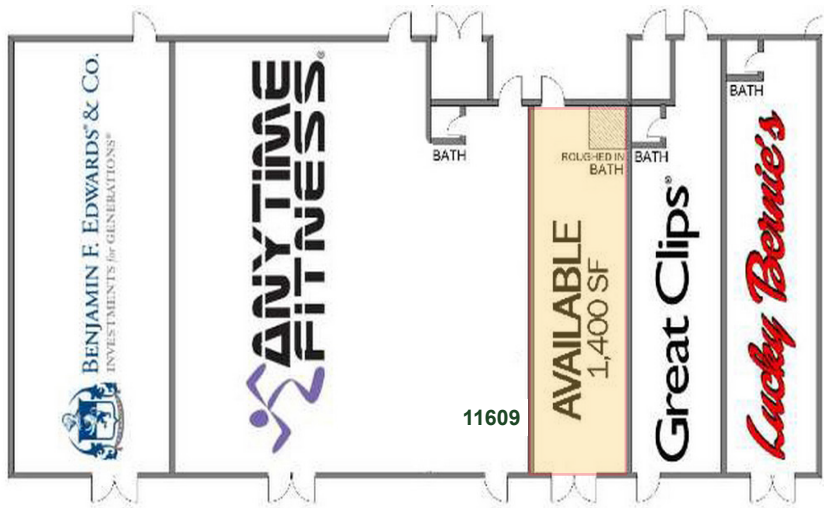 BENJAMIN F. EDWARDS® & CO.
INVESTMENTS for GENERATIONS®
ANYTIME
FITNESS®
BATH
11609
ROUGHED IN
BATH
AVAILABLE
1,400 SF
BATH
Great Clips®
BATH
Lucky Bernie's